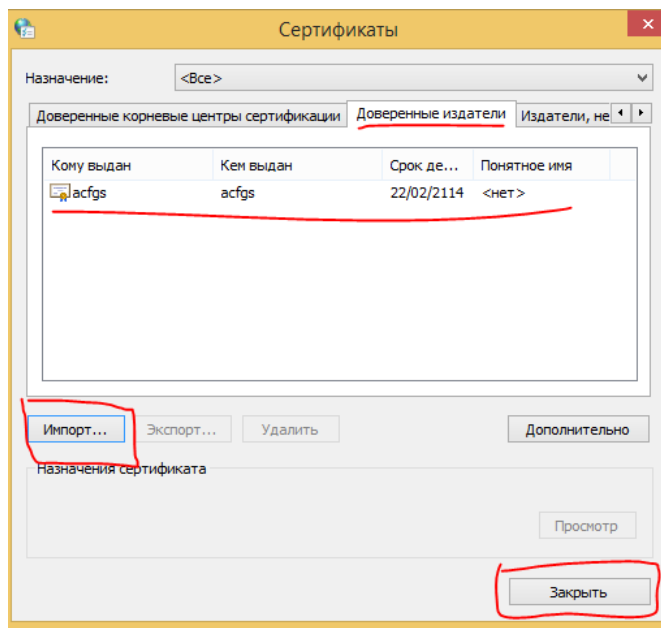 Сертификаты
Назначение: <Все>
Доверенные корневые центры сертификации Доверенные издатели Издатели, не
Кому выдан Кем выдан Срок де... Понятное имя
acfgs acfgs 22/02/2114 <нет>
Импорт... Экспорт... Удалить Дополнительно
Назначения сертификата
Просмотр
Закрыть